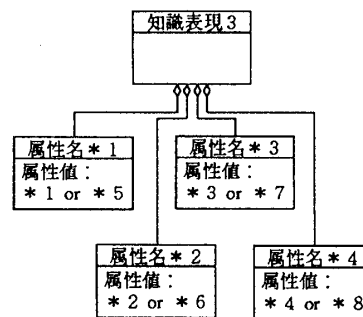 知識表現3
属性名＊1
属性値：
＊1 or ＊5
属性名＊3
属性値：
＊3 or ＊7
属性名＊2
属性値：
＊2 or ＊6
属性名＊4
属性値：
＊4 or ＊8